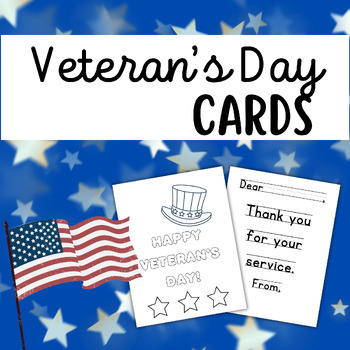 Veteran's Day
CARDS
HAPPY
VETERAN'S
DAY!
Dear
Thank you
for your
service.
From,